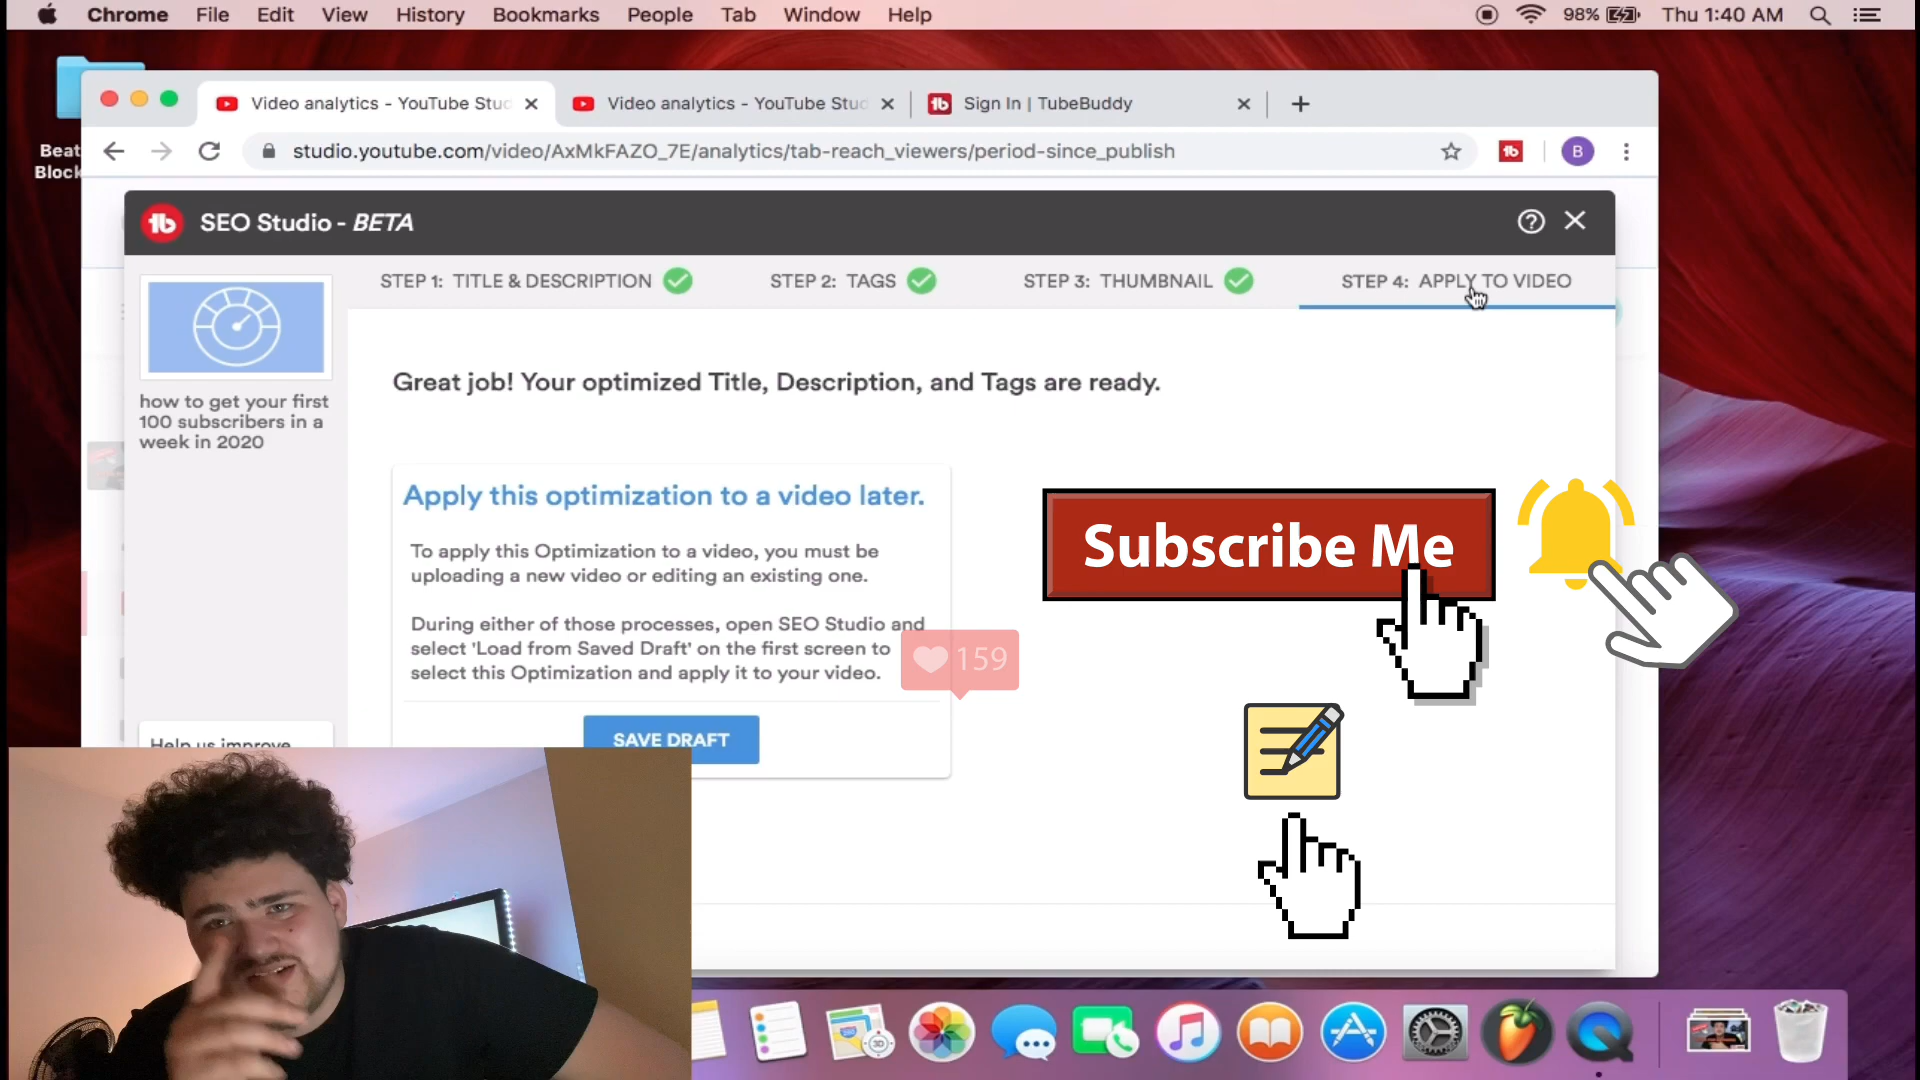 Chrome File Edit View History Bookmarks People Tab Window Help 98% Thu 1:40 AM
Beat
Block
Video analytics - YouTube Stu
Video analytics - YouTube Stu
Sign In | TubeBuddy
studio.youtube.com/video/AxMkFAZO_7E/analytics/tab-reach_viewers/period-since_publish
B
SEO Studio - BETA
STEP 1: TITLE & DESCRIPTION
STEP 2: TAGS
STEP 3: THUMBNAIL
STEP 4: APPLY TO VIDEO
how to get your first
100 subscribers in a
week in 2020
Great job! Your optimized Title, Description, and Tags are ready.
Apply this optimization to a video later.
To apply this Optimization to a video, you must be
uploading a new video or editing an existing one.
During either of those processes, open SEO Studio and
select 'Load from Saved Draft' on the first screen to
select this Optimization and apply it to your video.
SAVE DRAFT
159
Subscribe Me
Help us improve
3D